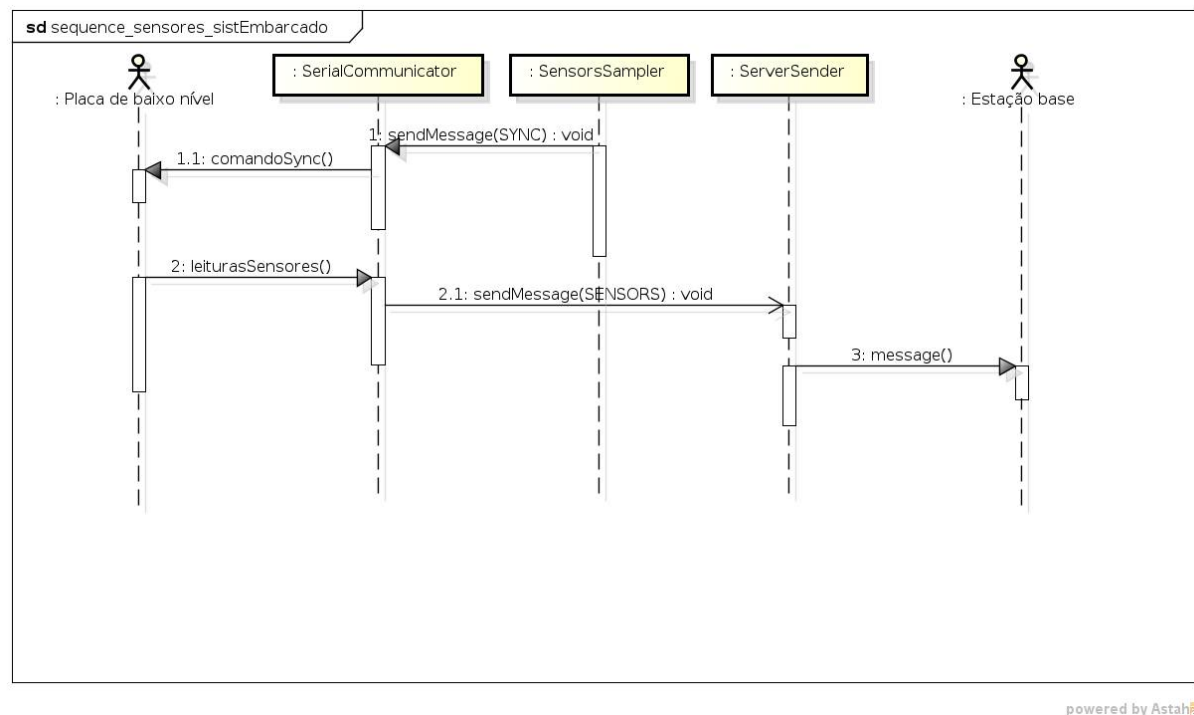 sd sequence_sensores_sistEmbarcado
: Placa de baixo nível
: SerialCommunicator
: SensorsSampler
: ServerSender
: Estação base
1: sendMessage(SYNC) : void
1.1: comandoSync()
2: leiturasSensores()
2.1: sendMessage(SENSORS) : void
3: message()
powered by Astah